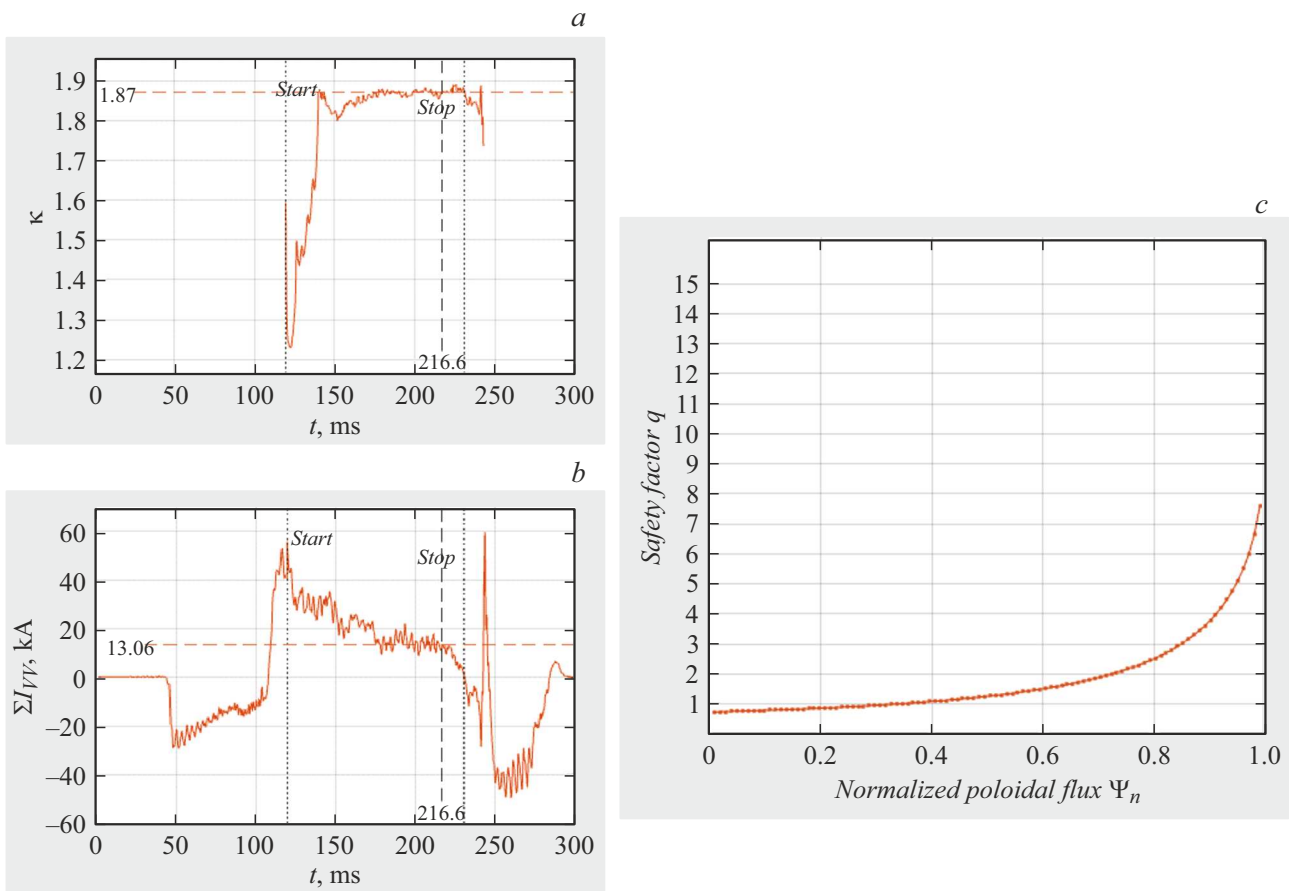 a
1.9
1.8
1.7
1.6
1.5
1.4
1.3
1.2
κ
1.87
Start
Stop
216.6
0 50 100 150 200 250 300
t, ms
b
60
40
20
0
–20
–40
–60
ΣI_VV, kA
13.06
Start
Stop
216.6
0 50 100 150 200 250 300
t, ms
c
15
14
13
12
11
10
9
8
7
6
5
4
3
2
1
Safety factor q
0 0.2 0.4 0.6 0.8 1.0
Normalized poloidal flux Ψ_n